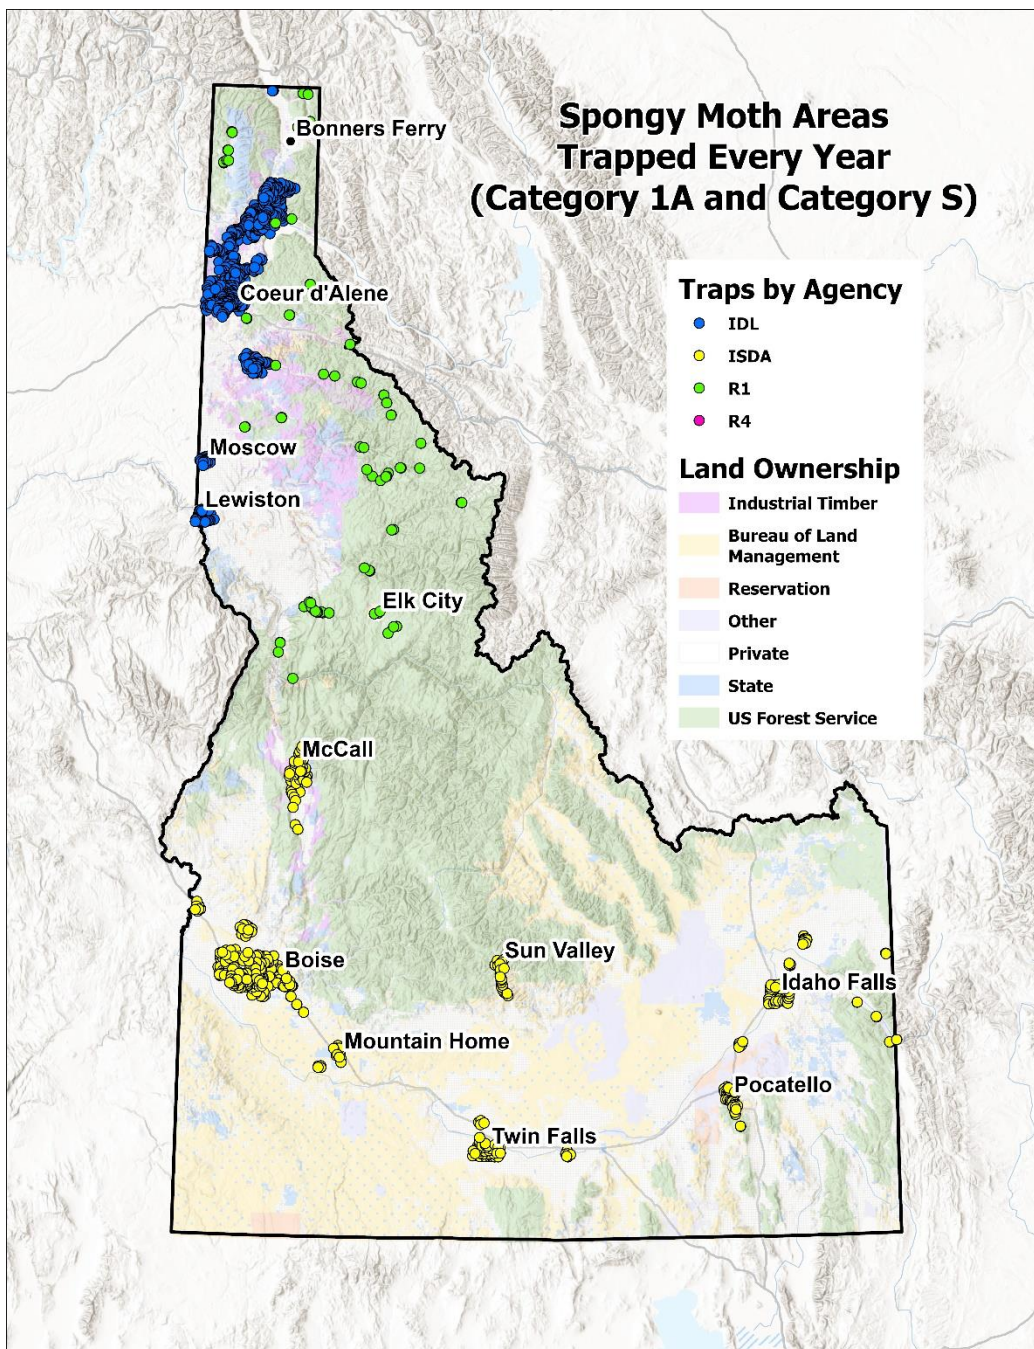 Spongy Moth Areas
Trapped Every Year
(Category 1A and Category S)
Bonners Ferry
Coeur d'Alene
Moscow
Lewiston
Elk City
McCall
Boise
Sun Valley
Idaho Falls
Mountain Home
Pocatello
Twin Falls
Traps by Agency
IDL
ISDA
R1
R4
Land Ownership
Industrial Timber
Bureau of Land
Management
Reservation
Other
Private
State
US Forest Service